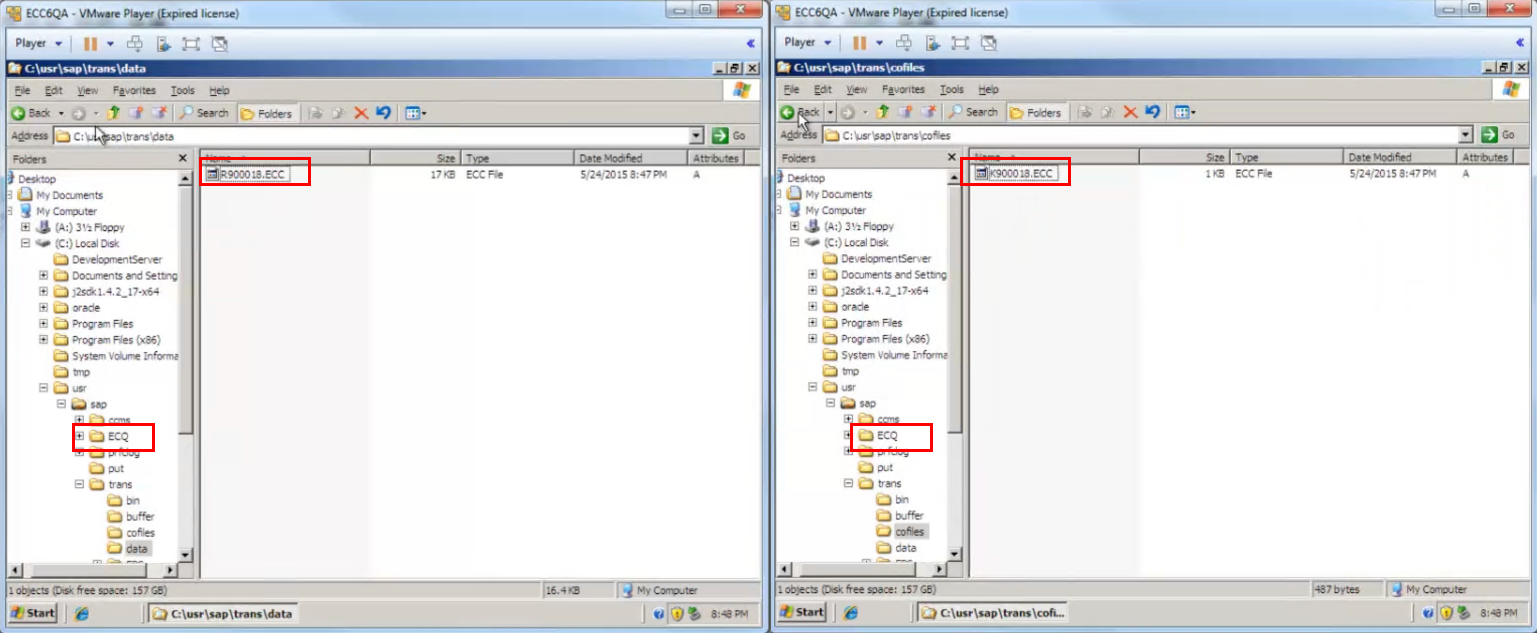 ECC6QA - VMware Player (Expired license)
Player
C:\usr\sap\trans\data
File Edit View Favorites Tools Help
Back Search Folders
Address C:\usr\sap\trans\data Go
Folders
Name Size Type Date Modified Attributes
R900018.ECC 17 KB ECC File 5/24/2015 8:47 PM A
Desktop
My Documents
My Computer
(A:) 3½ Floppy
(C:) Local Disk
DevelopmentServer
Documents and Setting
j2sdk1.4.2_17-x64
oracle
Program Files
Program Files (x86)
System Volume Informa
tmp
usr
sap
ccms
ECQ
prfclog
put
trans
bin
buffer
cofiles
data
1 objects (Disk free space: 157 GB) 16.4 KB My Computer
Start C:\usr\sap\trans\data 8:48 PM
ECC6QA - VMware Player (Expired license)
Player
C:\usr\sap\trans\cofiles
File Edit View Favorites Tools Help
Back Search Folders
Address C:\usr\sap\trans\cofiles Go
Folders
Name Size Type Date Modified Attributes
K900018.ECC 1 KB ECC File 5/24/2015 8:47 PM A
Desktop
My Documents
My Computer
(A:) 3½ Floppy
(C:) Local Disk
DevelopmentServer
Documents and Setting
j2sdk1.4.2_17-x64
oracle
Program Files
Program Files (x86)
System Volume Informa
tmp
usr
sap
ccms
ECQ
prfclog
put
trans
bin
buffer
cofiles
data
1 objects (Disk free space: 157 GB) 487 bytes My Computer
Start C:\usr\sap\trans\cofi... 8:48 PM